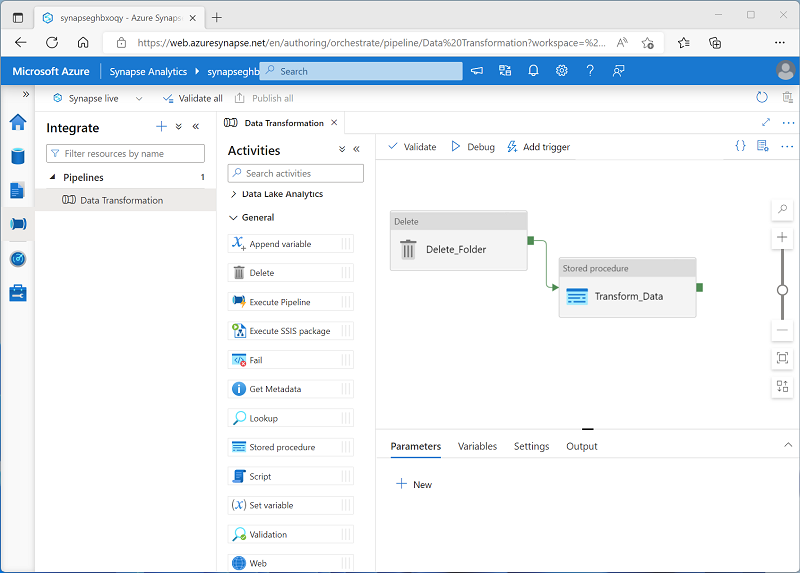 synapseghbxoqy - Azure Synaps
https://web.azuresynapse.net/en/authoring/orchestrate/pipeline/Data%20Transformation?workspace=%2...
Microsoft Azure
Synapse Analytics
synapseghb
Search
Synapse live
Validate all
Publish all
Integrate
Filter resources by name
Pipelines
1
Data Transformation
Data Transformation
Activities
Search activities
Data Lake Analytics
General
Append variable
Delete
Execute Pipeline
Execute SSIS package
Fail
Get Metadata
Lookup
Stored procedure
Script
Set variable
Validation
Web
Validate
Debug
Add trigger
Delete
Delete_Folder
Stored procedure
Transform_Data
Parameters
Variables
Settings
Output
New